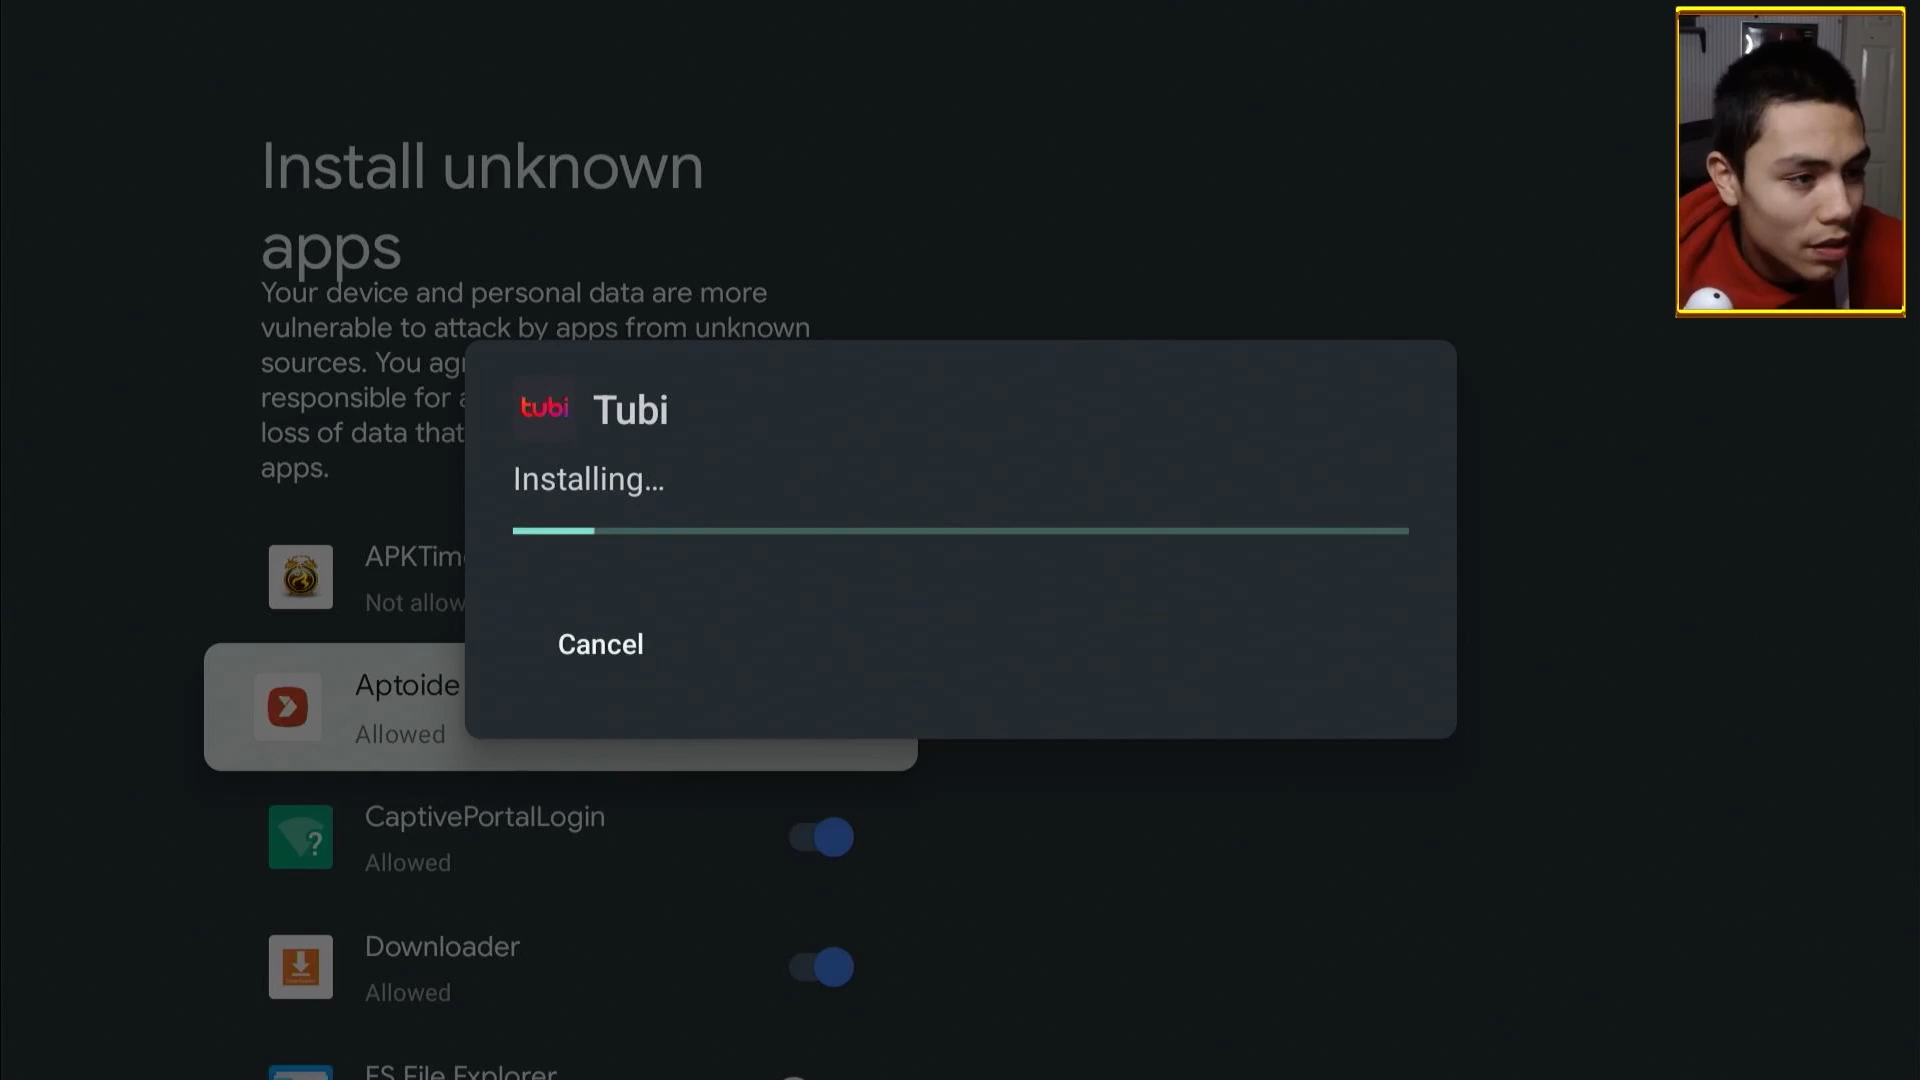 Install unknown
apps
Your device and personal data are more
vulnerable to attack by apps from unknown
sources. You ag
responsible for
loss of data that
apps.
tubi Tubi
Installing...
Cancel
APKTim
Not allow
Aptoide
Allowed
CaptivePortalLogin
Allowed
?
Downloader
Allowed
ES File Explorer